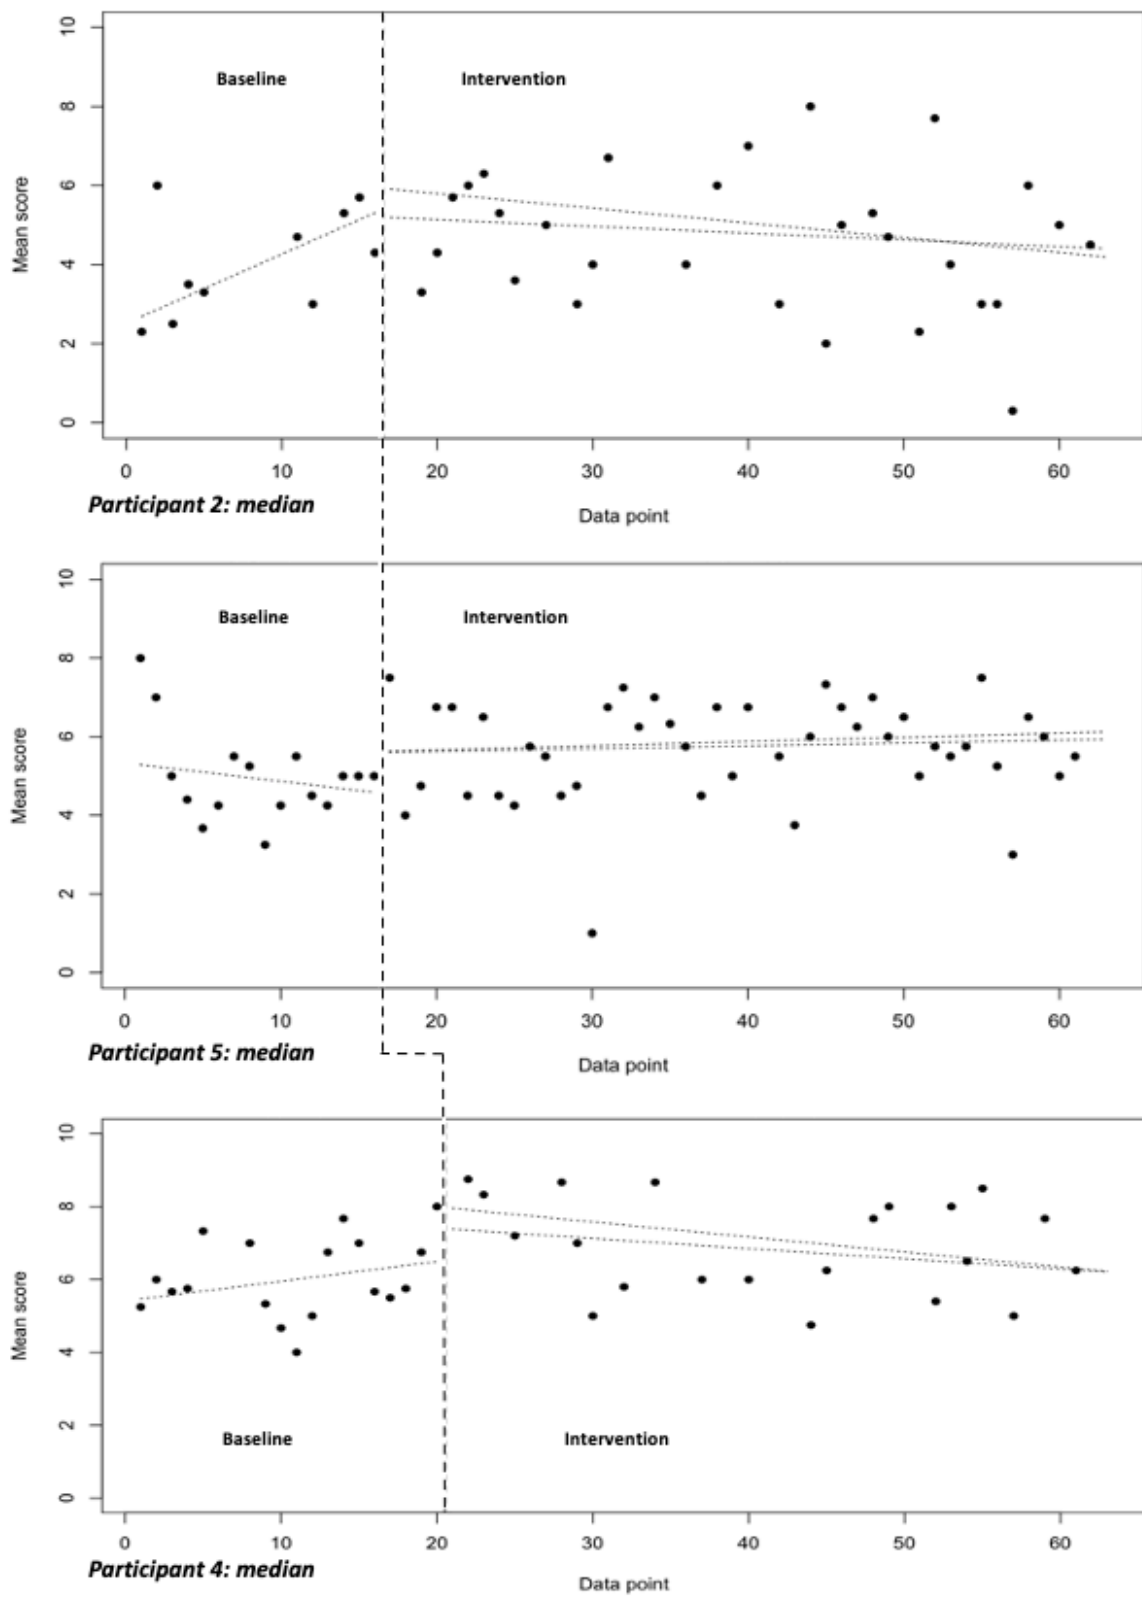 10
8
6
4
2
0
Mean score
Baseline
Intervention
0 10 20 30 40 50 60
Participant 2: median
Data point
10
8
6
4
2
0
Mean score
Baseline
Intervention
0 10 20 30 40 50 60
Participant 5: median
Data point
10
8
6
4
2
0
Mean score
Baseline
Intervention
0 10 20 30 40 50 60
Participant 4: median
Data point